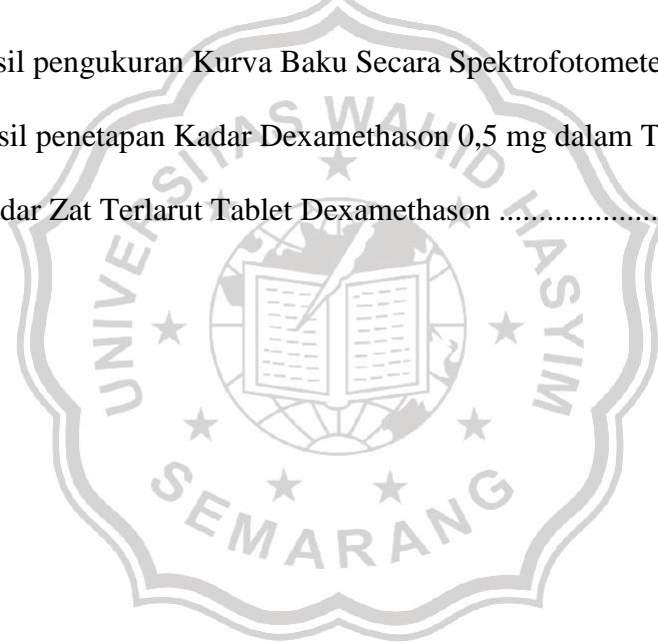 sil pengukuran Kurva Baku Secara Spektrofotomete
sil penetapan Kadar Dexamethason 0,5 mg dalam T
dar Zat Terlarut Tablet Dexamethason ....................
UNIVERSITAS WAHID HASYIM
SEMARANG